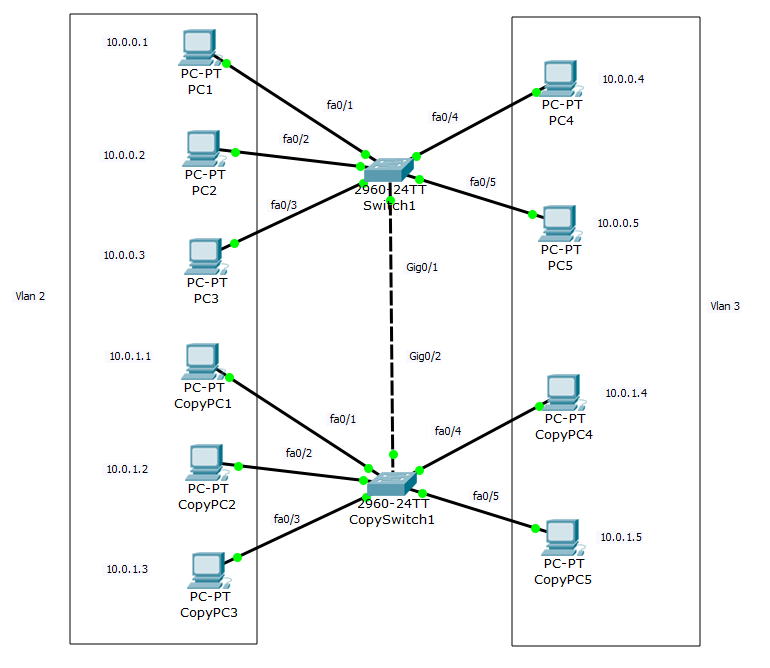 10.0.0.1
PC-PT
PC1
fa0/1
10.0.0.4
PC-PT
PC4
fa0/4
10.0.0.2
PC-PT
PC2
fa0/2
2960-24TT
Switch1
fa0/5
10.0.0.5
PC-PT
PC5
fa0/3
10.0.0.3
PC-PT
PC3
Gig0/1
Vlan 2
Vlan 3
10.0.1.1
PC-PT
CopyPC1
Gig0/2
fa0/1
10.0.1.4
PC-PT
CopyPC4
fa0/4
10.0.1.2
PC-PT
CopyPC2
fa0/2
2960-24TT
CopySwitch1
fa0/5
10.0.1.5
PC-PT
CopyPC5
fa0/3
10.0.1.3
PC-PT
CopyPC3